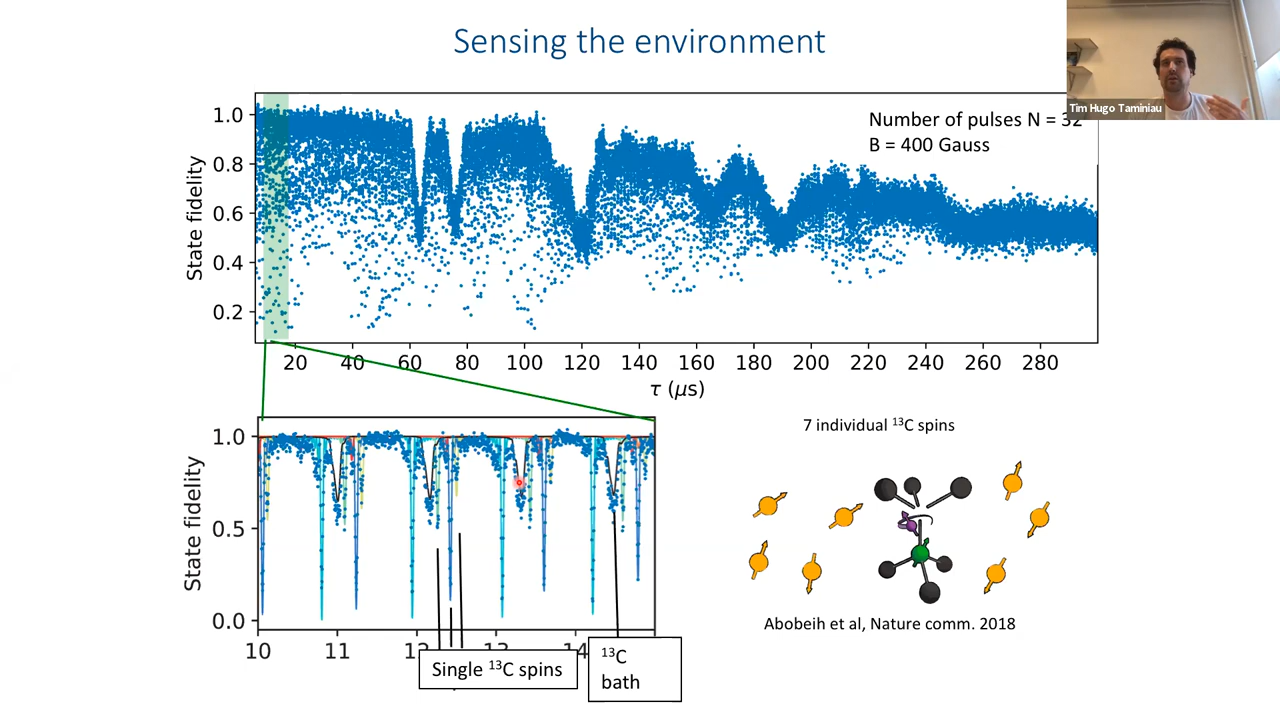 Sensing the environment
Tim Hugo Taminiau
Number of pulses N = 32
B = 400 Gauss
State fidelity
1.0
0.8
0.6
0.4
0.2
20 40 60 80 100 120 140 160 180 200 220 240 260 280
τ (μs)
State fidelity
1.0
0.5
0.0
10 11 12 13 14
Single ¹³C spins
¹³C
bath
7 individual ¹³C spins
Abobeih et al, Nature comm. 2018